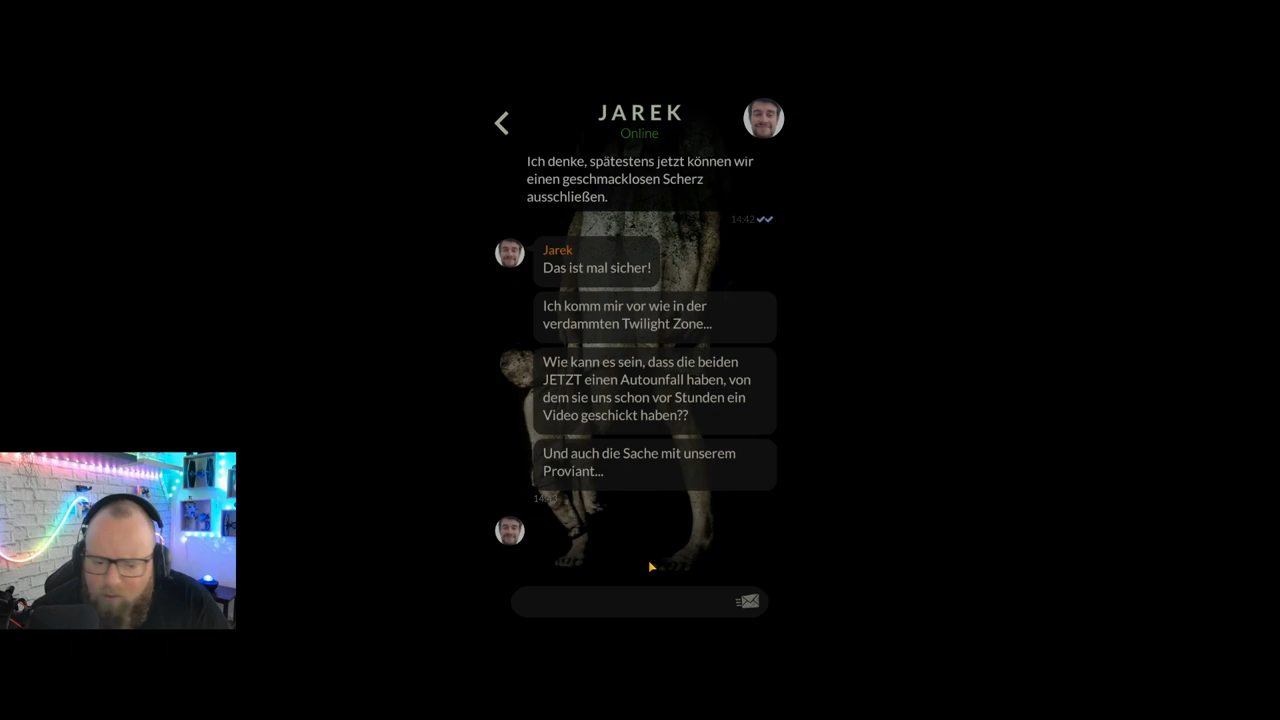 JAREK
Online
Ich denke, spätestens jetzt können wir
einen geschmacklosen Scherz
ausschließen.
14:42
Jarek
Das ist mal sicher!
Ich komm mir vor wie in der
verdammten Twilight Zone...
Wie kann es sein, dass die beiden
JETZT einen Autounfall haben, von
dem sie uns schon vor Stunden ein
Video geschickt haben??
Und auch die Sache mit unserem
Proviant...
14:43